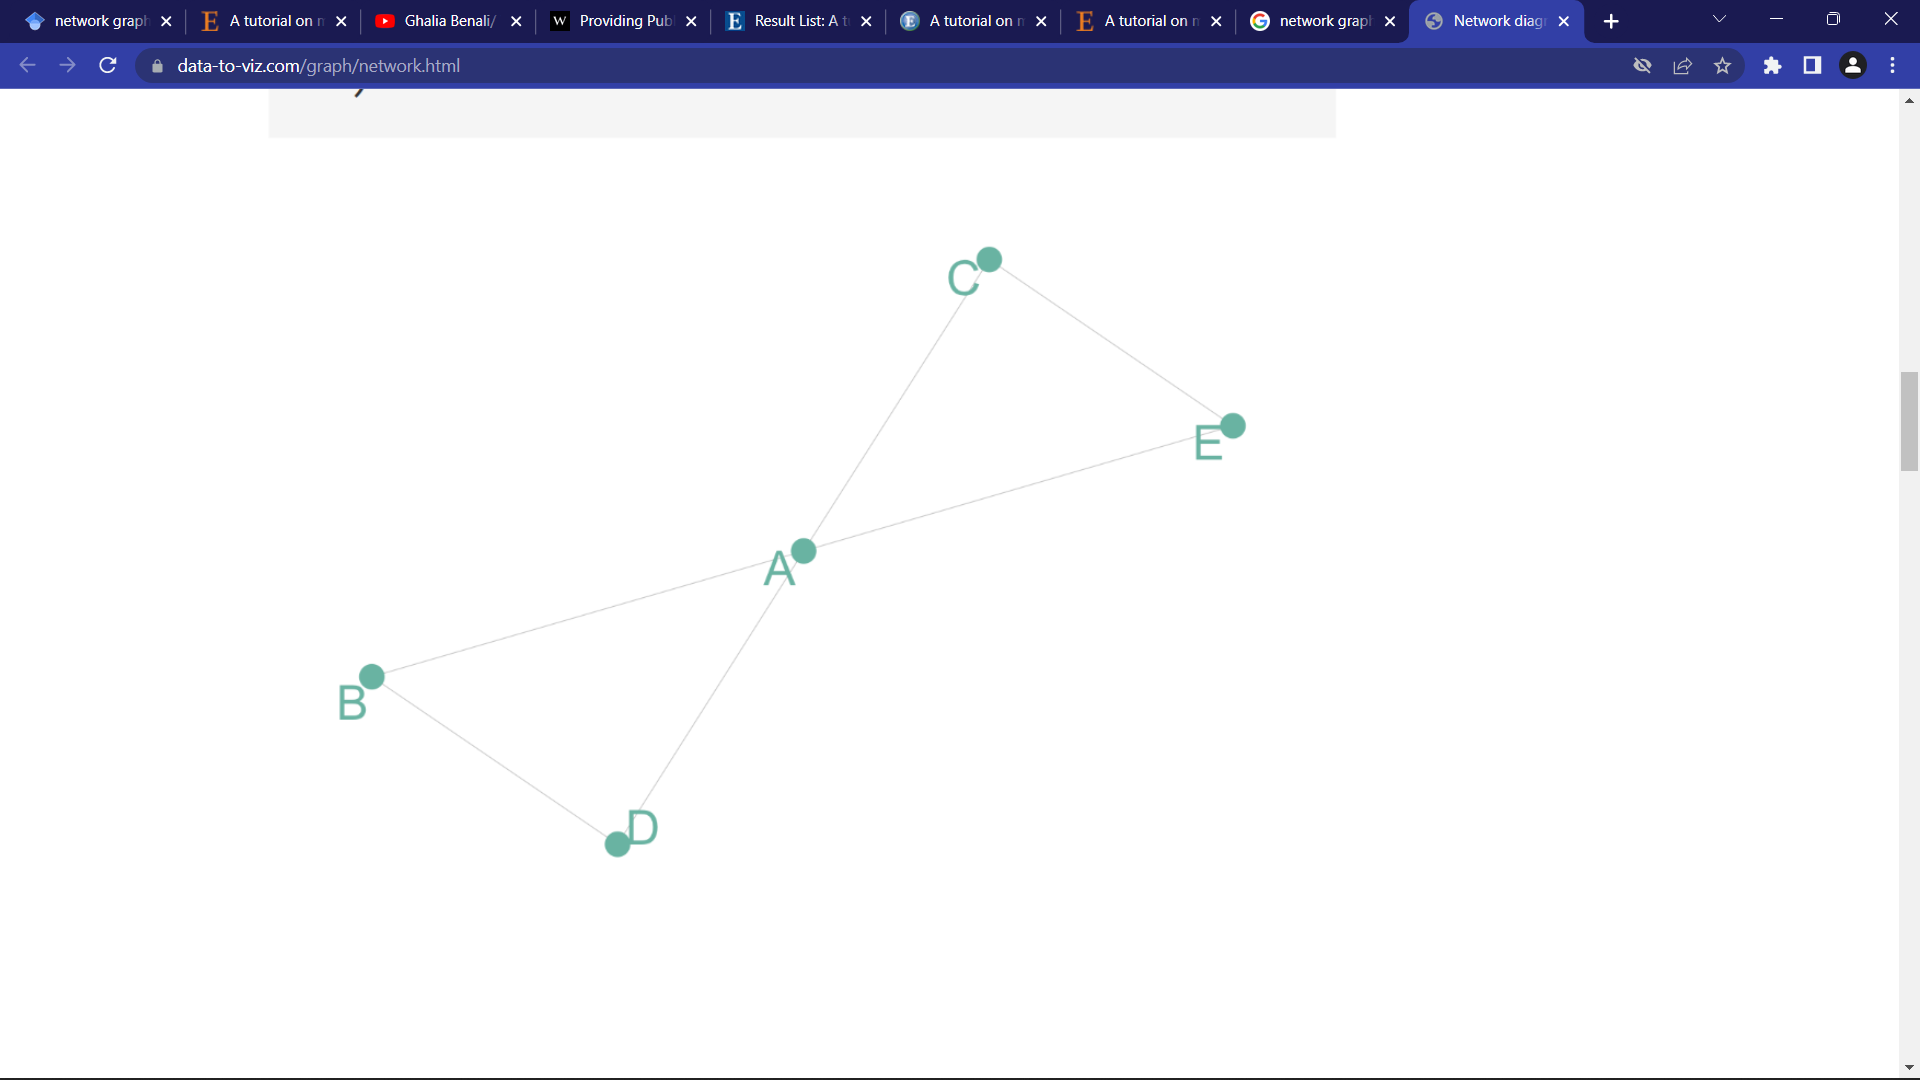 network grap
A tutorial on
Ghalia Benali/
W
Providing Pub
E
Result List: A
A tutorial on
E
A tutorial on
G
network grap
Network diag
data-to-viz.com/graph/network.html
C
E
A
B
D